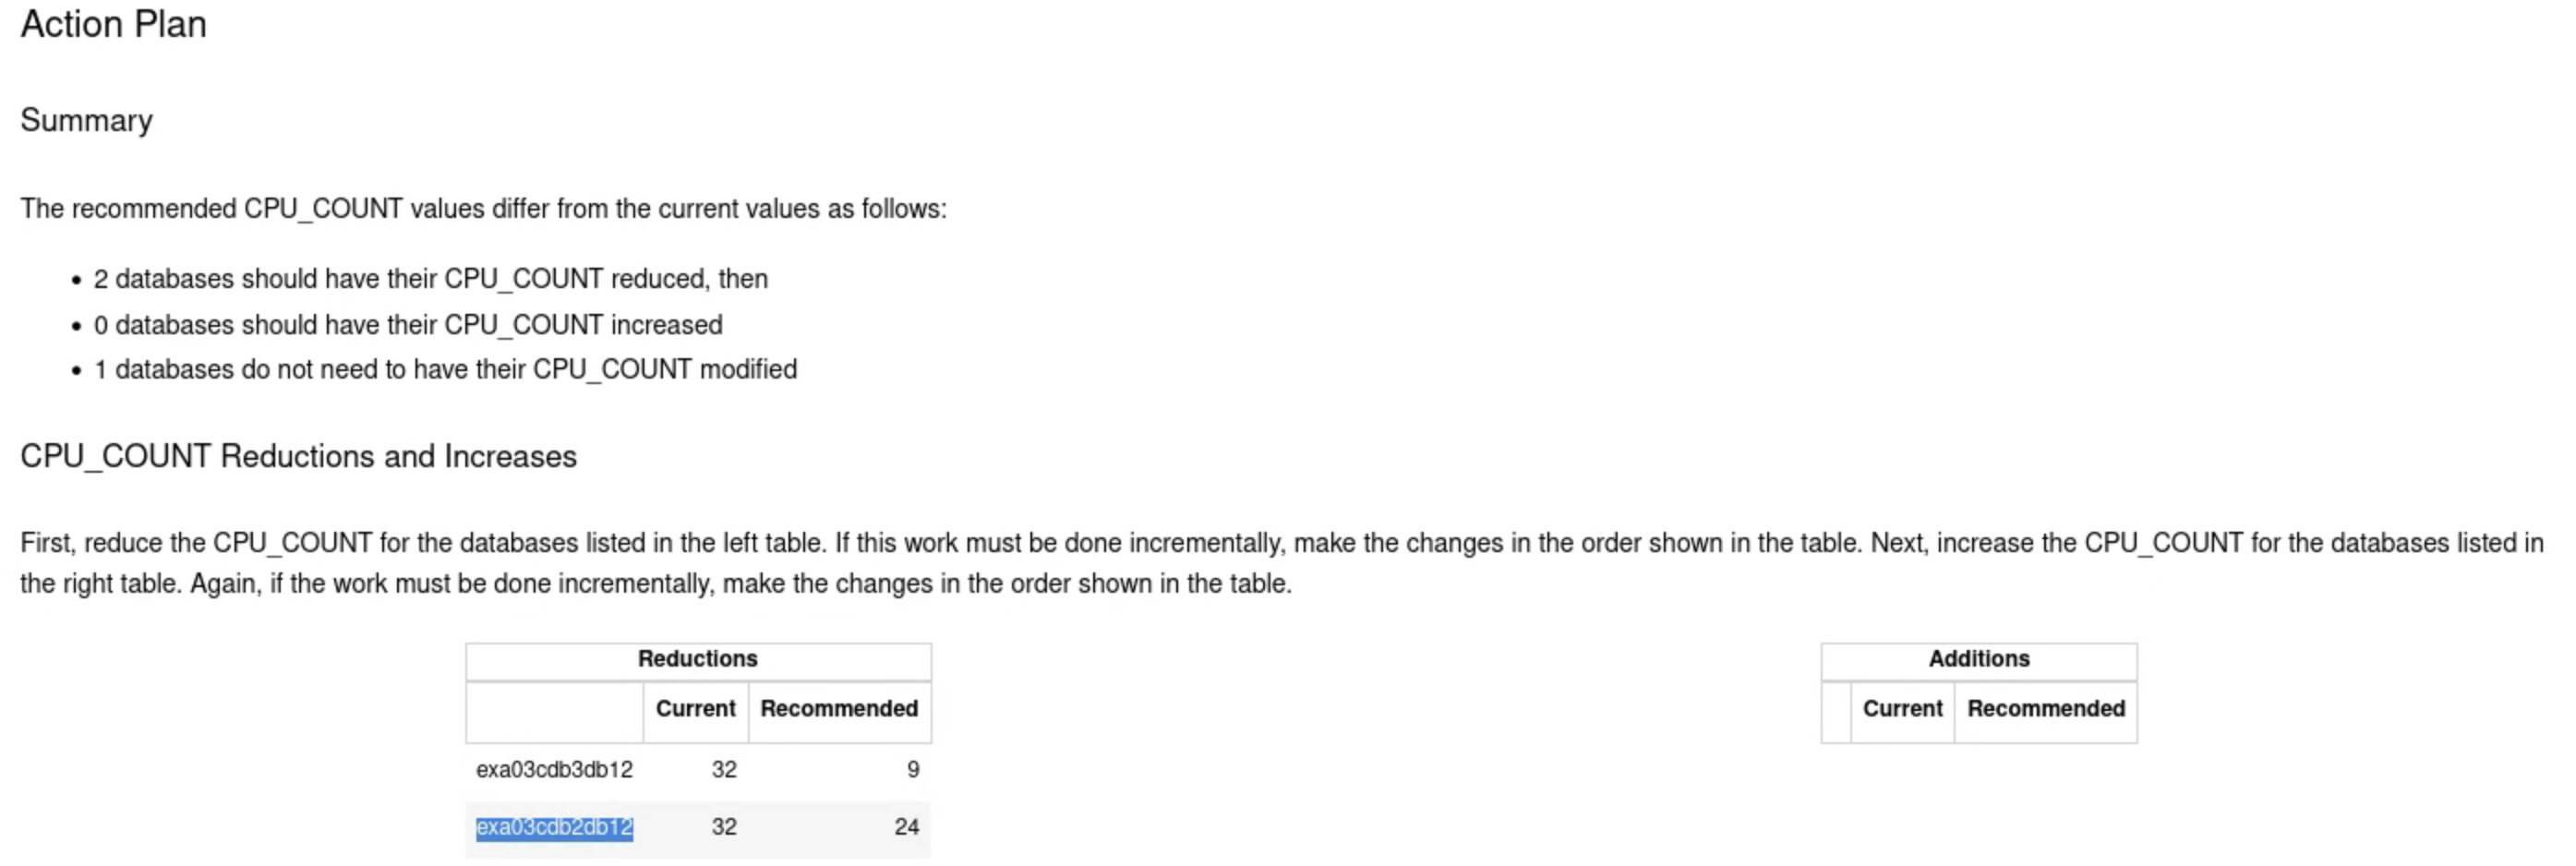 Action Plan
Summary
The recommended CPU_COUNT values differ from the current values as follows:
• 2 databases should have their CPU_COUNT reduced, then
• 0 databases should have their CPU_COUNT increased
• 1 databases do not need to have their CPU_COUNT modified
CPU_COUNT Reductions and Increases
First, reduce the CPU_COUNT for the databases listed in the left table. If this work must be done incrementally, make the changes in the order shown in the table. Next, increase the CPU_COUNT for the databases listed in
the right table. Again, if the work must be done incrementally, make the changes in the order shown in the table.
Reductions
Current Recommended
exa03cdb3db12 32 9
exa03cdb2db12 32 24
Additions
Current Recommended